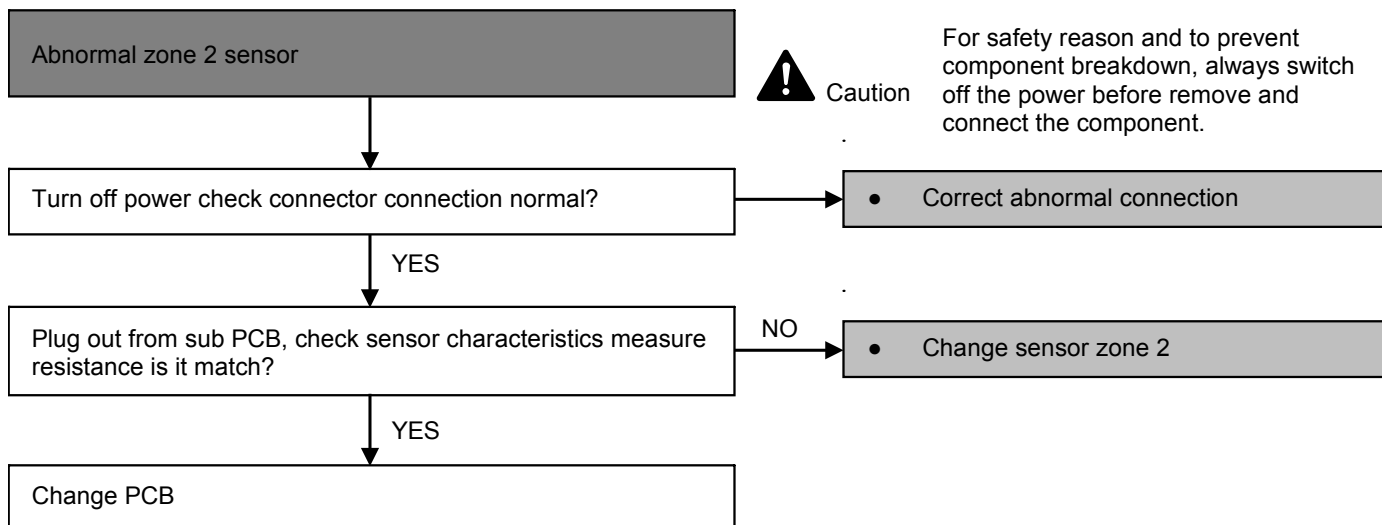 Abnormal zone 2 sensor
Caution
For safety reason and to prevent
component breakdown, always switch
off the power before remove and
connect the component.
.
Turn off power check connector connection normal?
● Correct abnormal connection
YES
.
Plug out from sub PCB, check sensor characteristics measure
resistance is it match?
NO
● Change sensor zone 2
YES
Change PCB